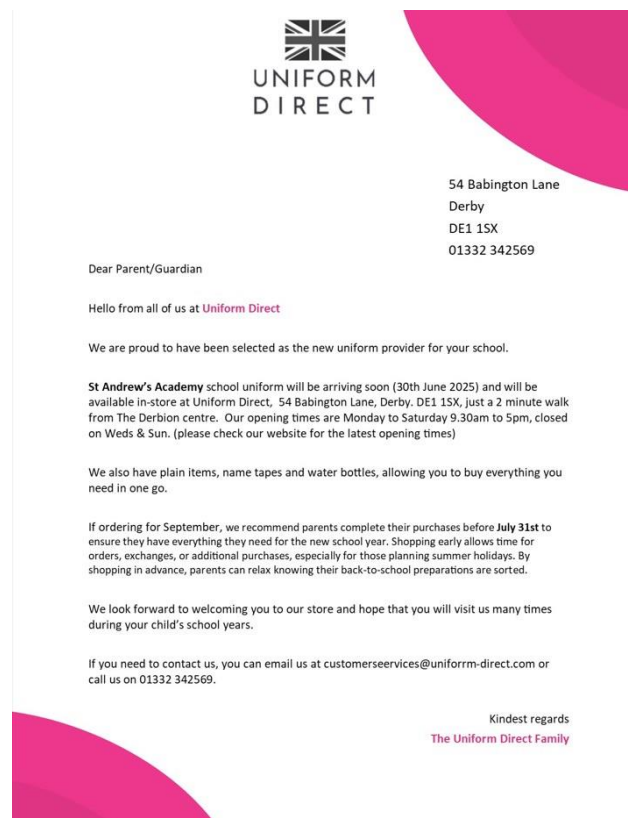 UNIFORM
DIRECT
54 Babington Lane
Derby
DE1 1SX
01332 342569
Dear Parent/Guardian
Hello from all of us at Uniform Direct
We are proud to have been selected as the new uniform provider for your school.
St Andrew's Academy school uniform will be arriving soon (30th June 2025) and will be
available in-store at Uniform Direct,  54 Babington Lane, Derby. DE1 1SX, just a 2 minute walk
from The Derbion centre.  Our opening times are Monday to Saturday 9.30am to 5pm, closed
on Weds & Sun. (please check our website for the latest opening times)
We also have plain items, name tapes and water bottles, allowing you to buy everything you
need in one go.
If ordering for September, we recommend parents complete their purchases before July 31st to
ensure they have everything they need for the new school year. Shopping early allows time for
orders, exchanges, or additional purchases, especially for those planning summer holidays. By
shopping in advance, parents can relax knowing their back-to-school preparations are sorted.
We look forward to welcoming you to our store and hope that you will visit us many times
during your child's school years.
If you need to contact us, you can email us at customerseervices@uniforrm-direct.com or
call us on 01332 342569.
Kindest regards
The Uniform Direct Family